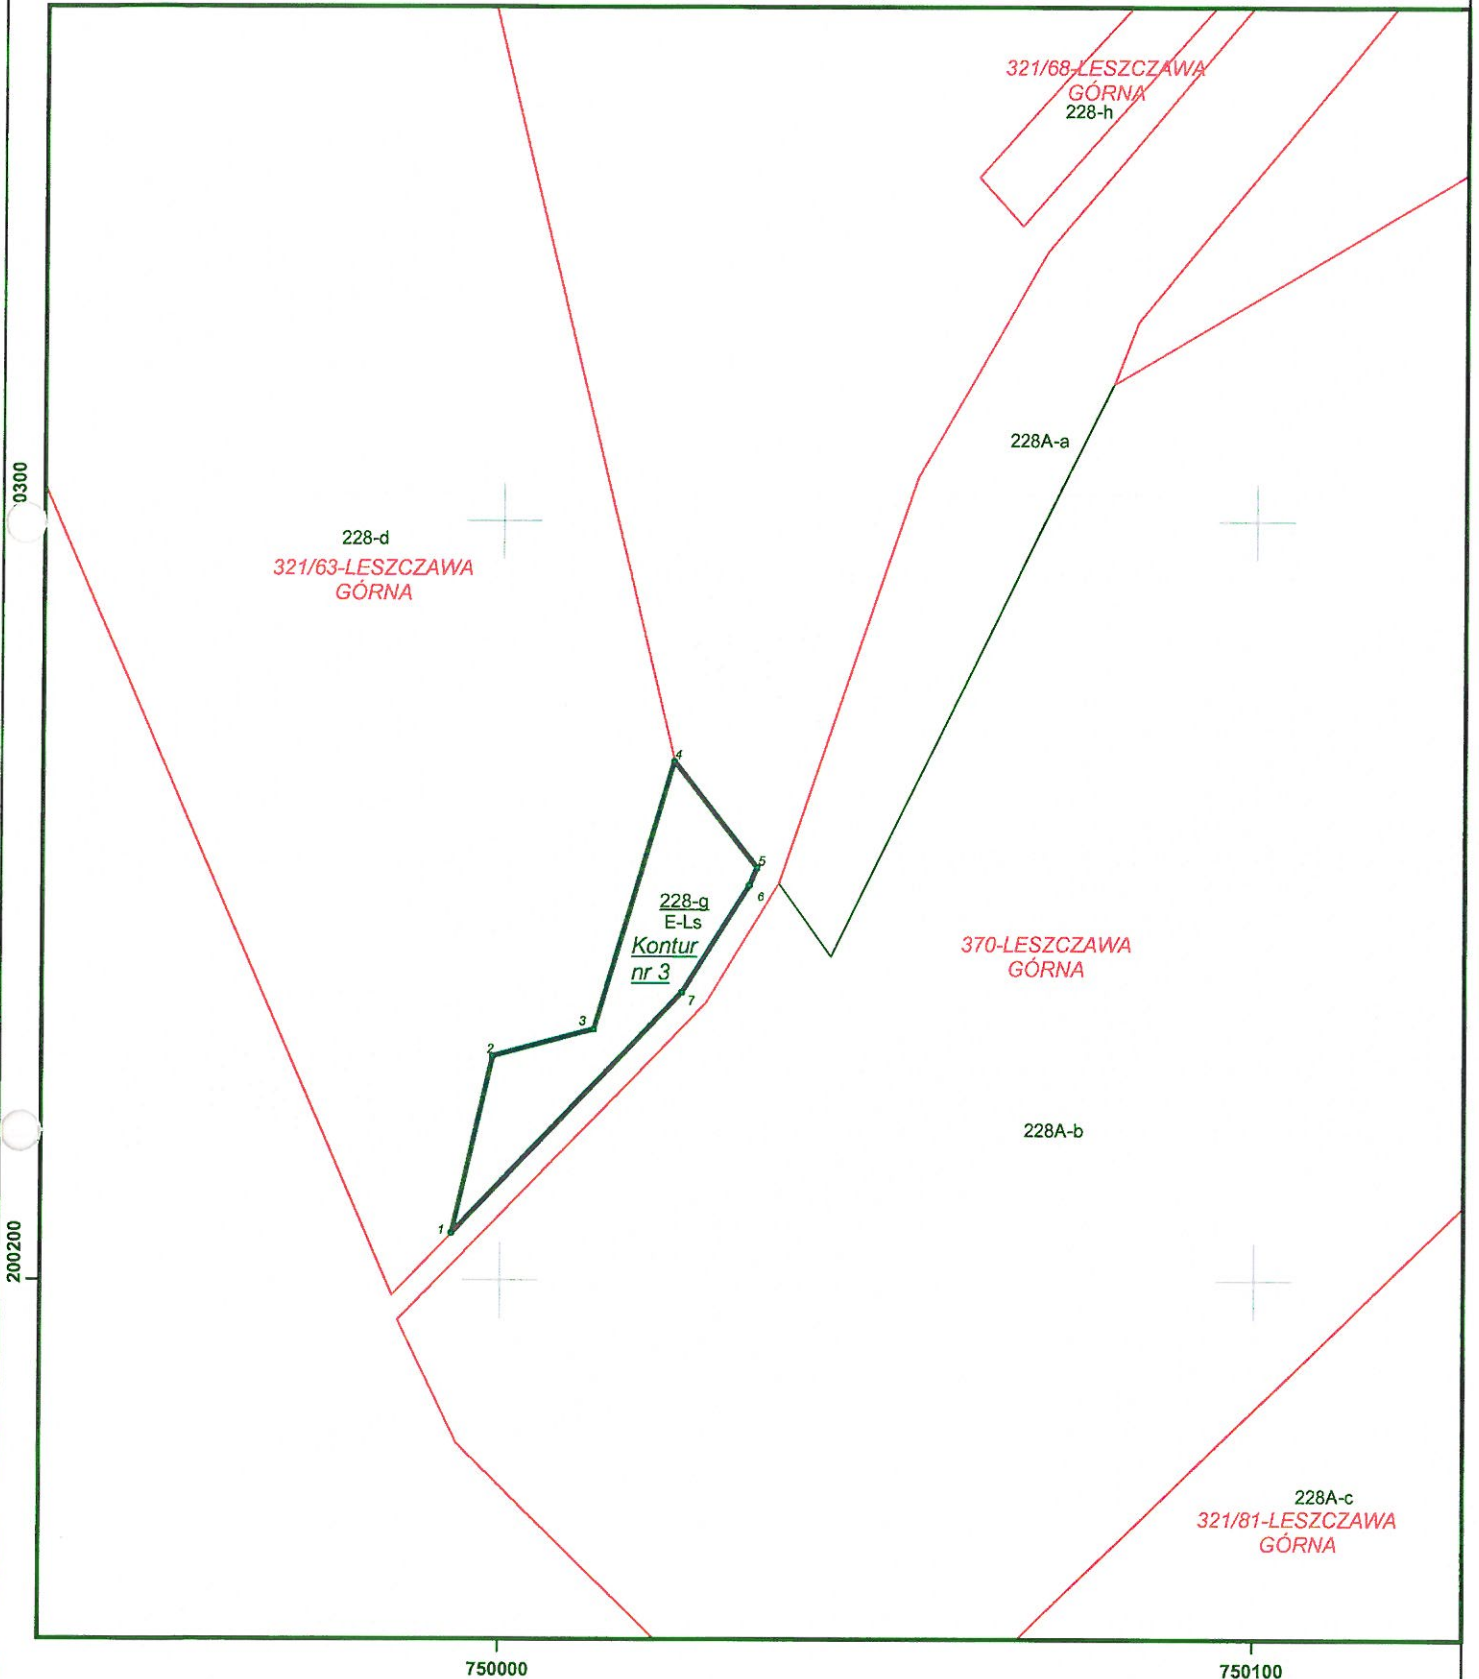 321/68-LESZCZAWA
GÓRNA
228-h
228A-a
0300
228-d
321/63-LESZCZAWA
GÓRNA
4
5
6
228-g
E-Ls
Kontur
nr 3
370-LESZCZAWA
GÓRNA
7
3
2
228A-b
1
200200
228A-c
321/81-LESZCZAWA
GÓRNA
750000
750100